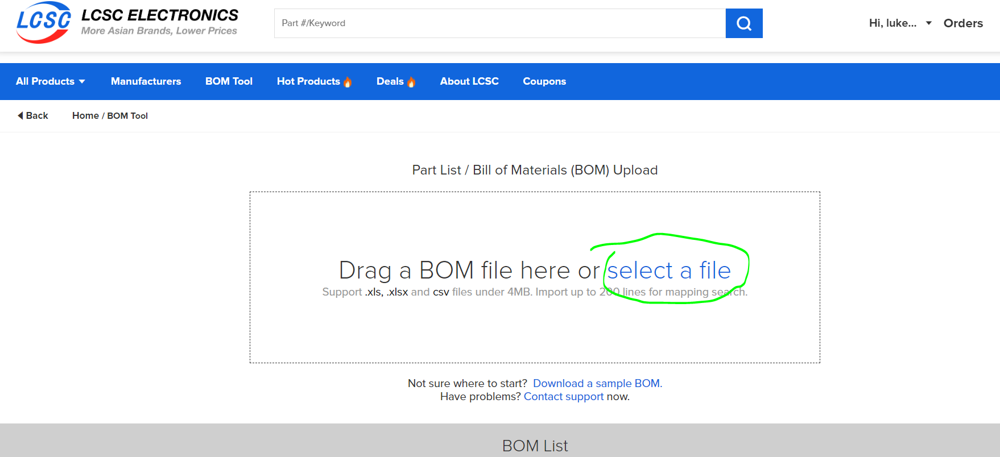 LCSC LCSC ELECTRONICS
More Asian Brands, Lower Prices
Part #/Keyword
Hi, luke... Orders
All Products Manufacturers BOM Tool Hot Products Deals About LCSC Coupons
Back Home / BOM Tool
Part List / Bill of Materials (BOM) Upload
Drag a BOM file here or select a file
Support .xls, .xlsx and csv files under 4MB. Import up to 200 lines for mapping search.
Not sure where to start? Download a sample BOM.
Have problems? Contact support now.
BOM List